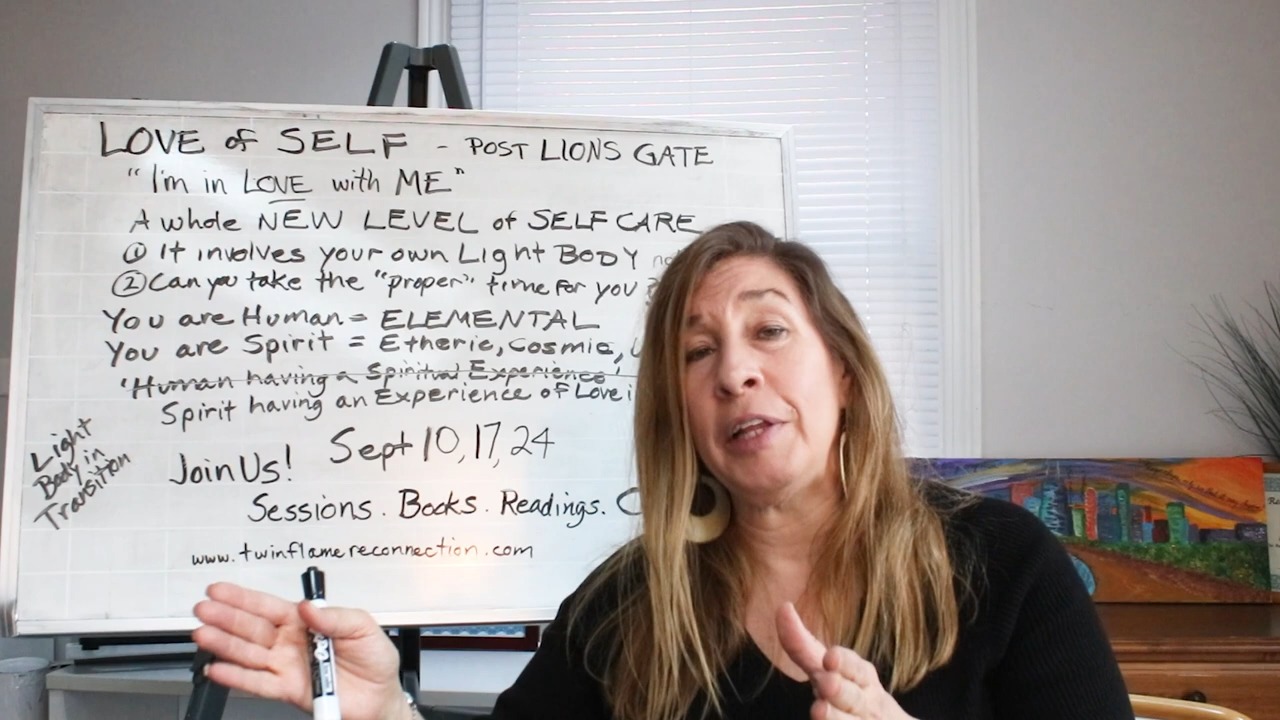 LOVE of SELF - POST LIONS GATE
"I'm in LOVE with ME"
A whole NEW LEVEL of SELF CARE
① It involves your own Light BODY
② Can you take the "proper" time for you
You are Human = ELEMENTAL
You are Spirit = Etheric, Cosmic,
'Human having a Spiritual Experience'
Spirit having an Experience of Love
Light
Body in
Transition
Join Us! Sept 10, 17, 24
Sessions. Books. Readings.
www.twinflamereconnection.com